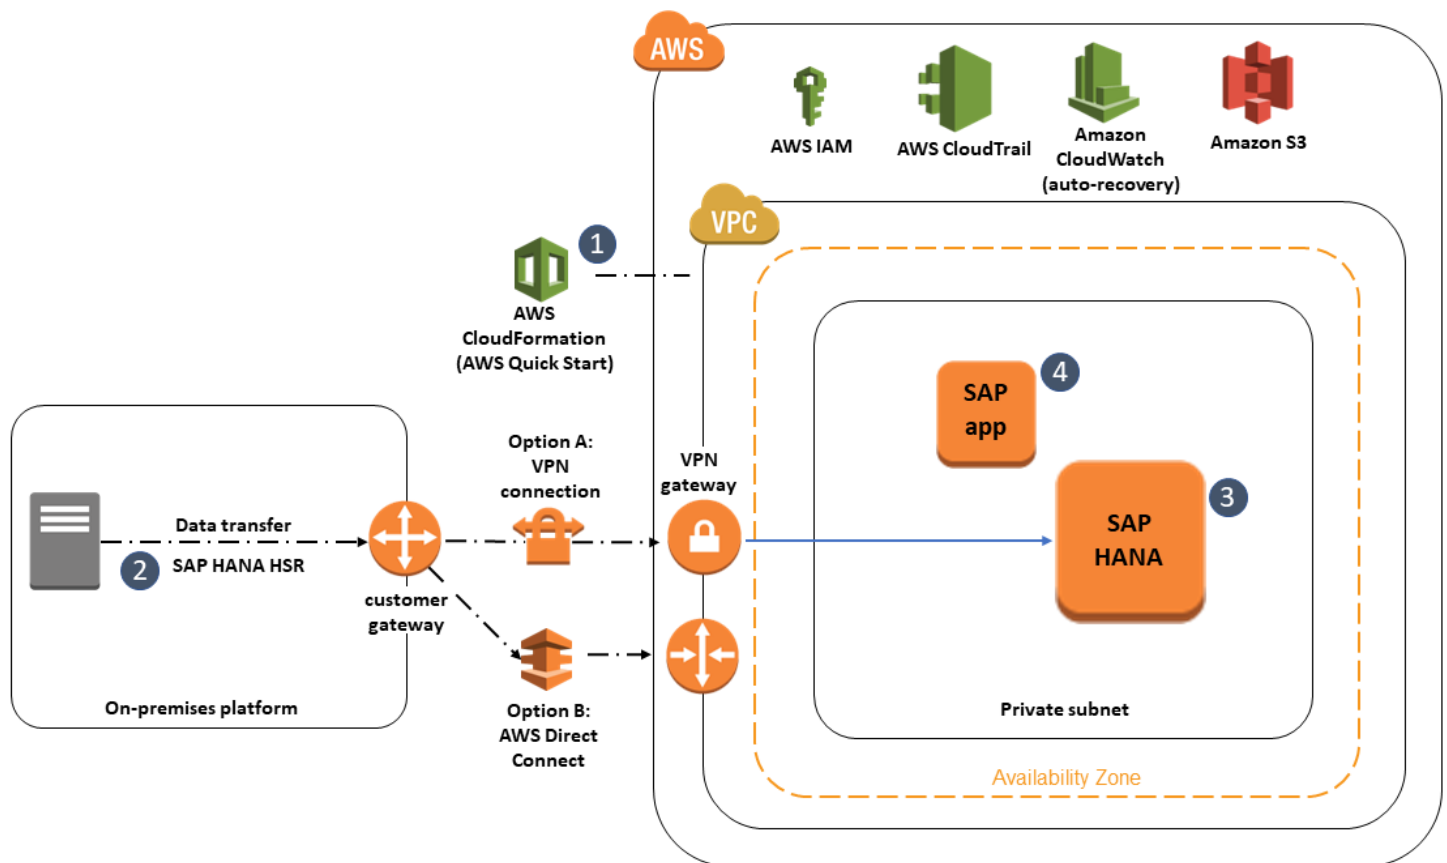 AWS
AWS IAM
AWS CloudTrail
Amazon
CloudWatch
(auto-recovery)
Amazon S3
VPC
1
AWS
CloudFormation
(AWS Quick Start)
SAP
app
4
Option A:
VPN
connection
VPN
gateway
SAP
HANA
3
Data transfer
2
SAP HANA HSR
customer
gateway
On-premises platform
Option B:
AWS Direct
Connect
Private subnet
Availability Zone